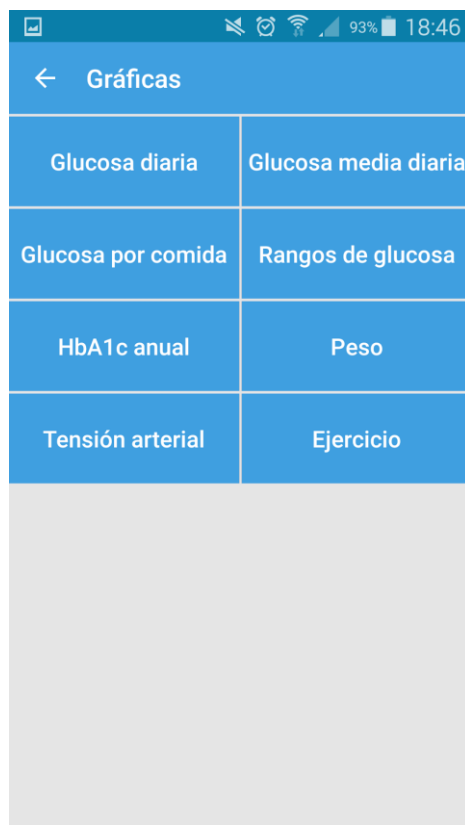 93% 18:46
Gráficas
Glucosa diaria
Glucosa media diaria
Glucosa por comida
Rangos de glucosa
HbA1c anual
Peso
Tensión arterial
Ejercicio